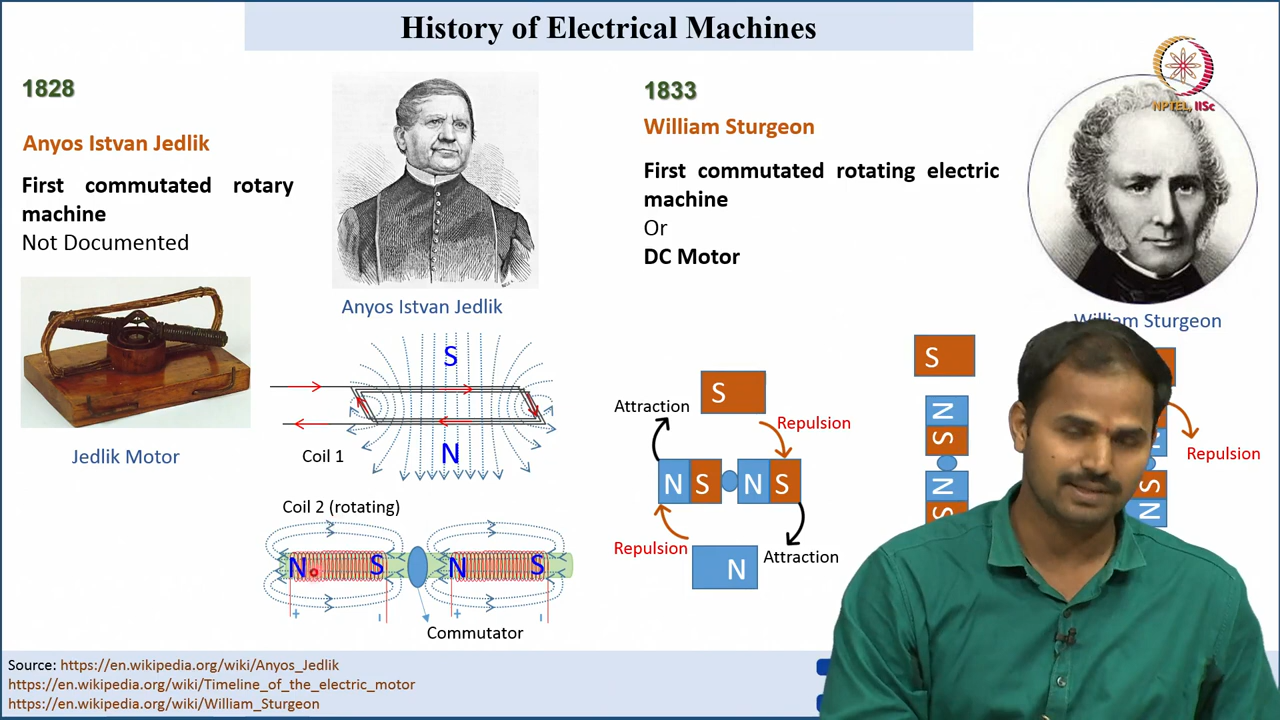 History of Electrical Machines
NPTEL, IISc
1828
Anyos Istvan Jedlik
First commutated rotary
machine
Not Documented
Anyos Istvan Jedlik
Jedlik Motor
S
N
Coil 1
Coil 2 (rotating)
N S N S
+ - + -
Commutator
1833
William Sturgeon
First commutated rotating electric
machine
Or
DC Motor
William Sturgeon
S
Attraction
Repulsion
N S N S
Repulsion
Attraction
N
S
N
S
N
S
Repulsion
N
S
N
Source: https://en.wikipedia.org/wiki/Anyos_Jedlik
https://en.wikipedia.org/wiki/Timeline_of_the_electric_motor
https://en.wikipedia.org/wiki/William_Sturgeon